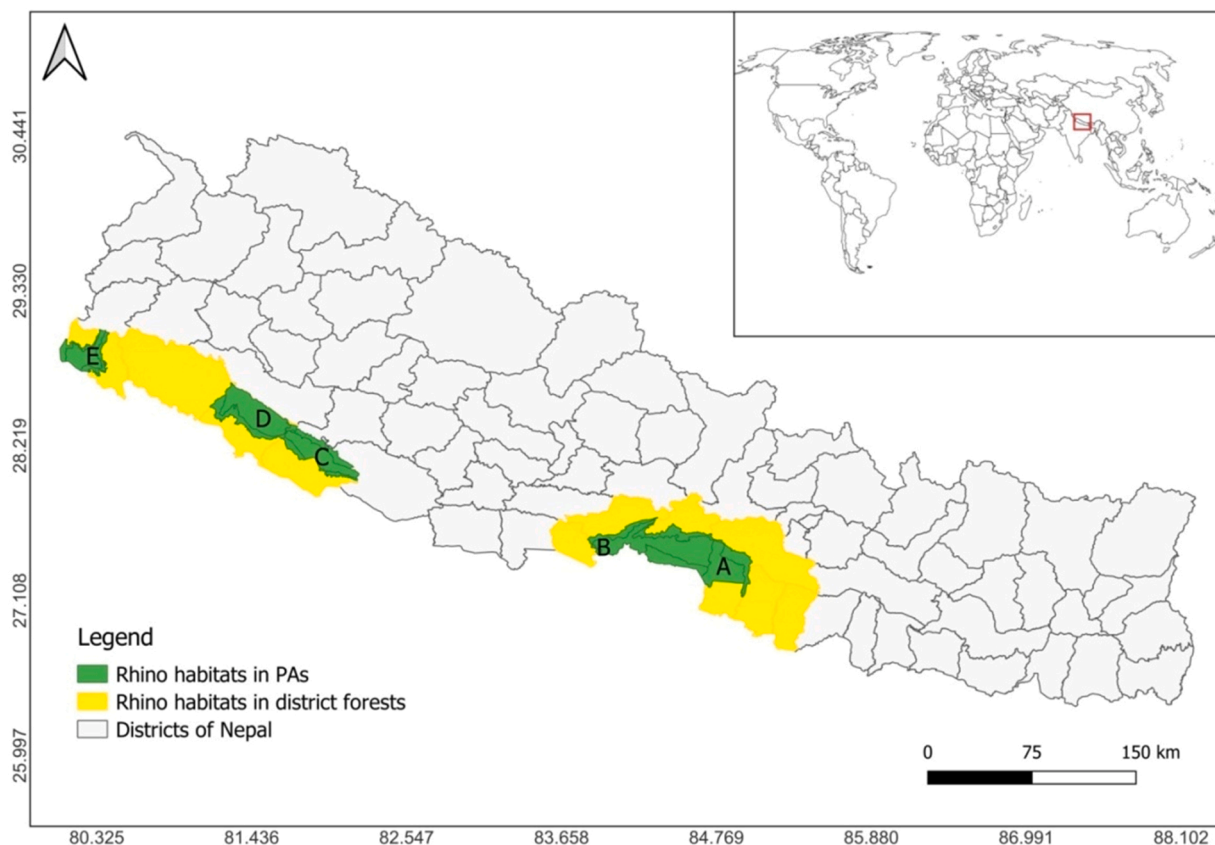 30.441
29.330
28.219
27.108
25.997
E
D
C
B
A
Legend
Rhino habitats in PAs
Rhino habitats in district forests
Districts of Nepal
0 75 150 km
80.325 81.436 82.547 83.658 84.769 85.880 86.991 88.102